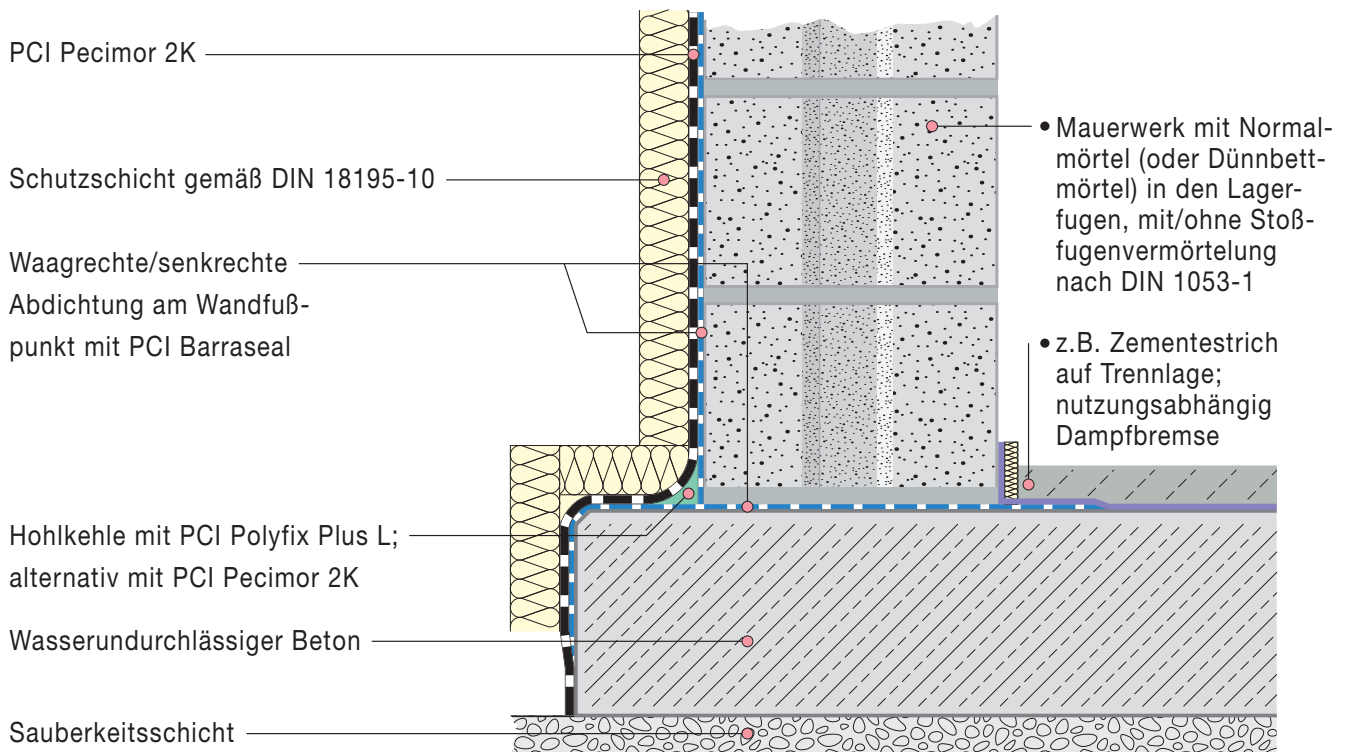 PCI Pecimor 2K
Schutzschicht gemäß DIN 18195-10
Waagrechte/senkrechte
Abdichtung am Wandfuß-
punkt mit PCI Barraseal
Hohlkehle mit PCI Polyfix Plus L;
alternativ mit PCI Pecimor 2K
Wasserundurchlässiger Beton
Sauberkeitsschicht
• Mauerwerk mit Normal-
mörtel (oder Dünnbett-
mörtel) in den Lager-
fugen, mit/ohne Stoß-
fugenvermörtelung
nach DIN 1053-1
• z.B. Zementestrich
auf Trennlage;
nutzungsabhängig
Dampfbremse